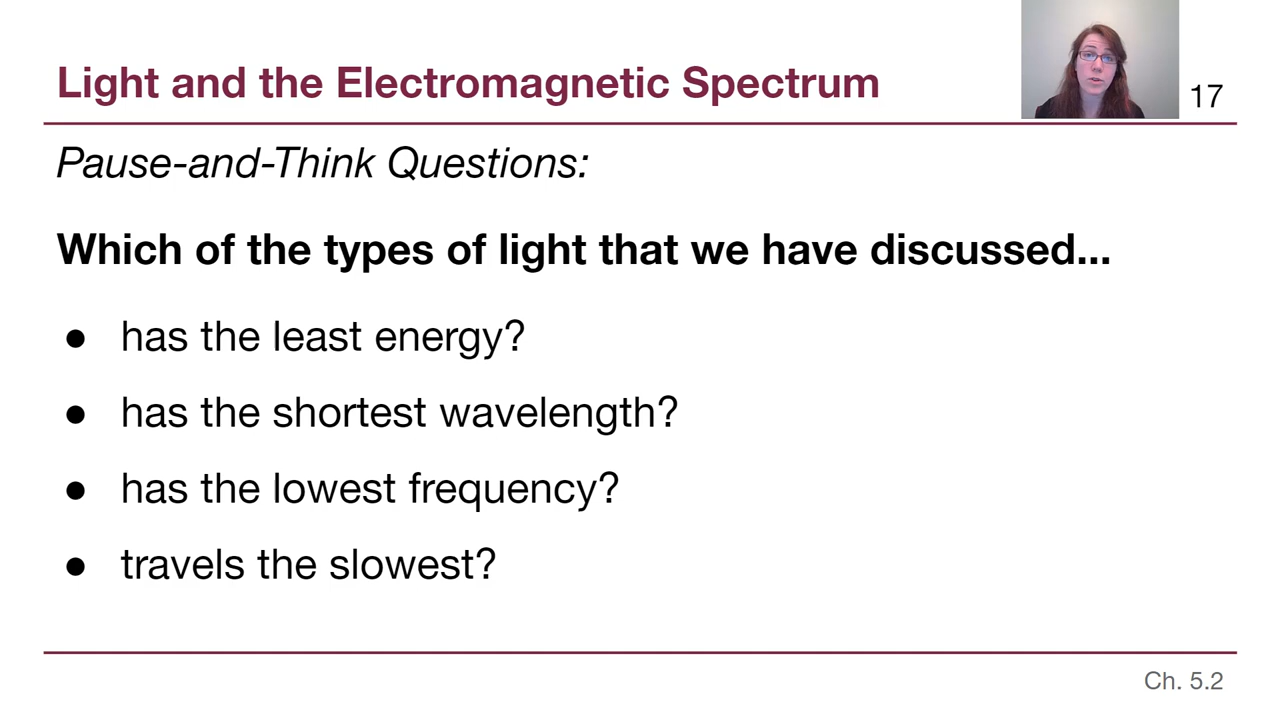 Light and the Electromagnetic Spectrum
17
Pause-and-Think Questions:
Which of the types of light that we have discussed...
● has the least energy?
● has the shortest wavelength?
● has the lowest frequency?
● travels the slowest?
Ch. 5.2